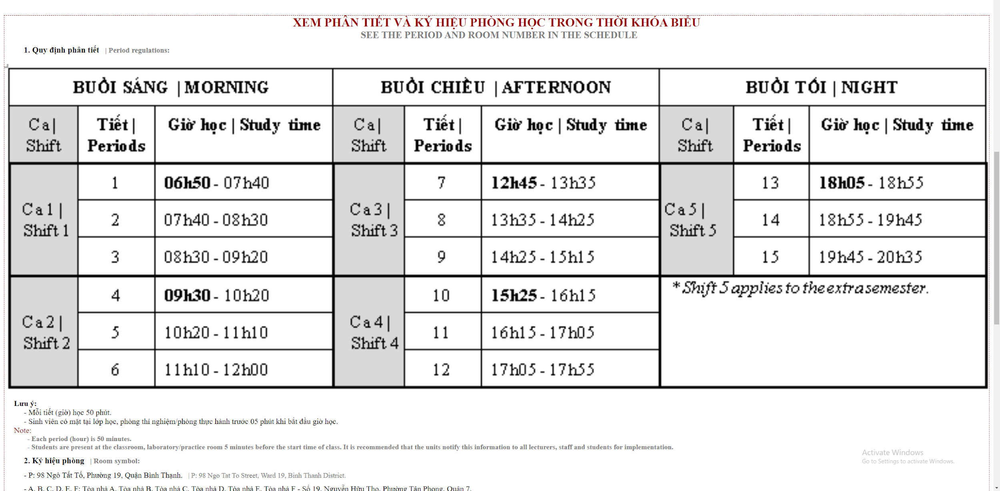 XEM PHÂN TIẾT VÀ KÝ HIỆU PHÒNG HỌC TRONG THỜI KHÓA BIỂU
SEE THE PERIOD AND ROOM NUMBER IN THE SCHEDULE
1. Quy định phân tiết | Period regulations:
BUỔI SÁNG | MORNING BUỔI CHIỀU | AFTERNOON BUỔI TỐI | NIGHT
Ca | Shift Tiết | Periods Giờ học | Study time Ca | Shift Tiết | Periods Giờ học | Study time Ca | Shift Tiết | Periods Giờ học | Study time
Ca 1 | Shift 1 1 06h50 - 07h40 Ca 3 | Shift 3 7 12h45 - 13h35 Ca 5 | Shift 5 13 18h05 - 18h55
2 07h40 - 08h30 8 13h35 - 14h25 14 18h55 - 19h45
3 08h30 - 09h20 9 14h25 - 15h15 15 19h45 - 20h35
Ca 2 | Shift 2 4 09h30 - 10h20 Ca 4 | Shift 4 10 15h25 - 16h15 * Shift 5 applies to the extra semester.
5 10h20 - 11h10 11 16h15 - 17h05
6 11h10 - 12h00 12 17h05 - 17h55
Lưu ý:
- Mỗi tiết (giờ) học 50 phút.
- Sinh viên có mặt tại lớp học, phòng thí nghiệm/phòng thực hành trước 05 phút khi bắt đầu giờ học.
Note:
- Each period (hour) is 50 minutes.
- Students are present at the classroom, laboratory/practice room 5 minutes before the start time of class. It is recommended that the units notify this information to all lecturers, staff and students for implementation.
2. Ký hiệu phòng | Room symbol:
- P: 98 Ngô Tất Tố, Phường 19, Quận Bình Thạnh. | P: 98 Ngo Tat To Street, Ward 19, Binh Thanh District.
- A, B, C, D, E, F: Tòa nhà A, Tòa nhà B, Tòa nhà C, Tòa nhà D, Tòa nhà E, Tòa nhà F - Số 19, Nguyễn Hữu Thọ, Phường Tân Phong, Quận 7.
Activate Windows
Go to Settings to activate Windows.